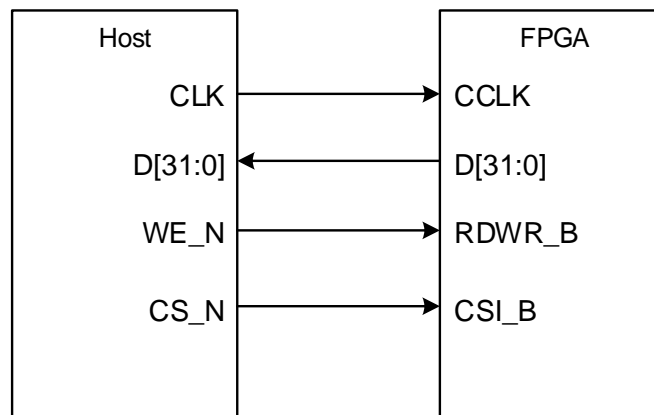 Host FPGA
CLK CCLK
D[31:0] D[31:0]
WE_N RDWR_B
CS_N CSI_B